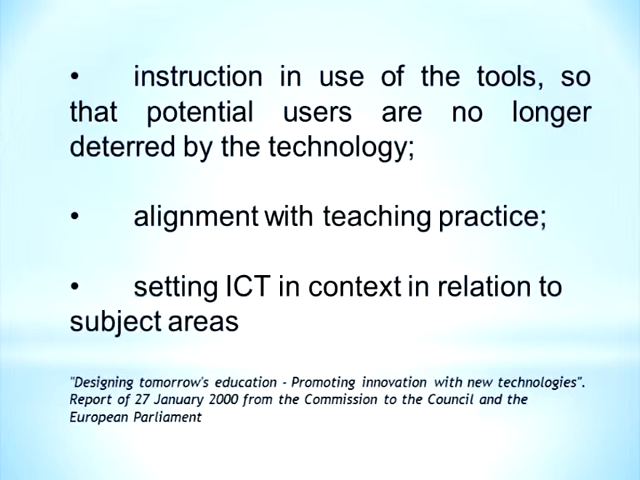 • instruction in use of the tools, so
that potential users are no longer
deterred by the technology;
• alignment with teaching practice;
• setting ICT in context in relation to
subject areas
"Designing tomorrow's education - Promoting innovation with new technologies".
Report of 27 January 2000 from the Commission to the Council and the
European Parliament